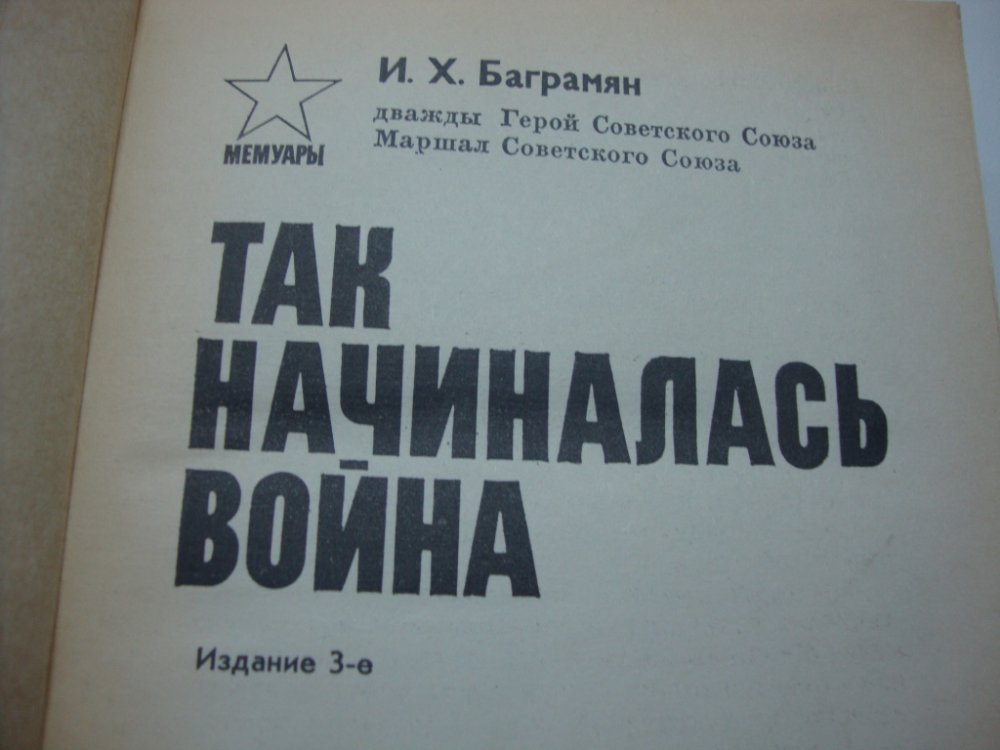 И. Х. Баграмян
дважды Герой Советского Союза
Маршал Советского Союза
МЕМУАРЫ
ТАК
НАЧИНАЛАСЬ
ВОЙНА
Издание 3-е